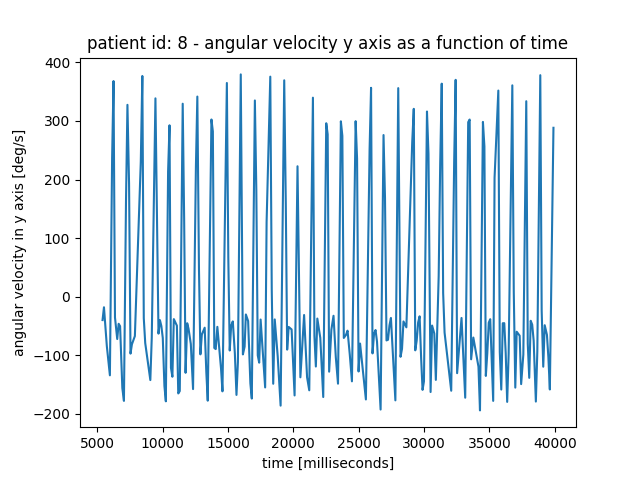 patient id: 8 - angular velocity y axis as a function of time
400
300
200
100
0
−100
−200
angular velocity in y axis [deg/s]
5000 10000 15000 20000 25000 30000 35000 40000
time [milliseconds]